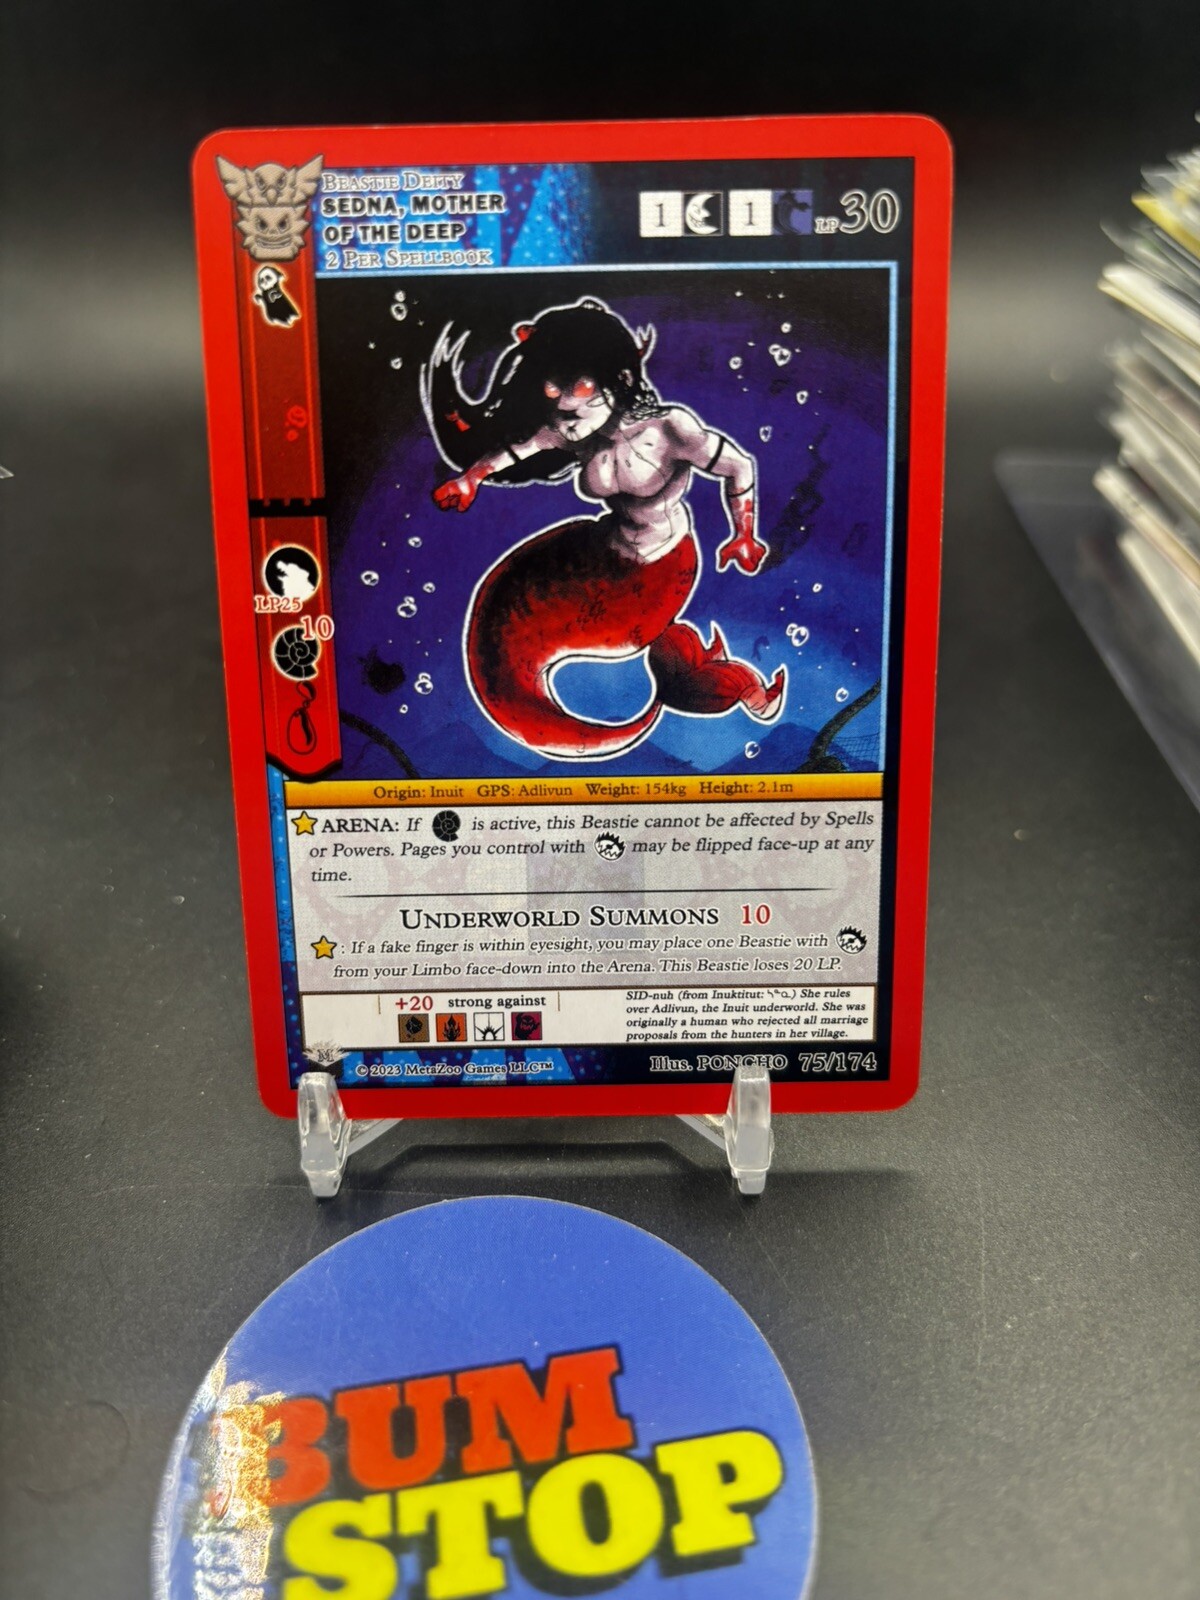 BEASTIE DEITY
SEDNA, MOTHER
OF THE DEEP
2 PER SPELLBOOK
1 1 LP30
LP25
10
Origin: Inuit GPS: Adlivun Weight: 154kg Height: 2.1m
ARENA: If is active, this Beastie cannot be affected by Spells
or Powers. Pages you control with may be flipped face-up at any
time.
UNDERWORLD SUMMONS 10
: If a fake finger is within eyesight, you may place one Beastie with
from your Limbo face-down into the Arena. This Beastie loses 20 LP.
+20 strong against
SID-nuh (from Inuktitut: ᓴᓐᓇ) She rules
over Adlivun, the Inuit underworld. She was
originally a human who rejected all marriage
proposals from the hunters in her village.
M
© 2023 MetaZoo Games LLC™
Illus. PONCHO 75/174
BUM
STOP